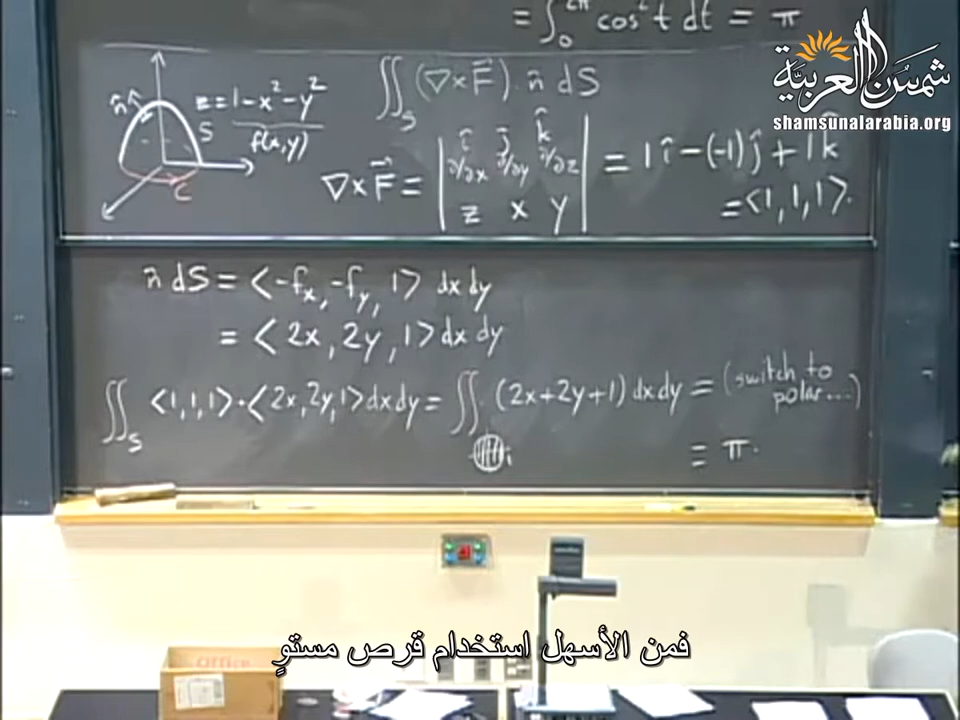 = ∫₀^2π cos² t dt = π
شمس العربية
shamsunalarabia.org
n̂
z = 1 - x² - y²
f(x,y)
S
C
∬_S (∇×F⃗)·n̂ dS
∇×F⃗ = | î ĵ k̂ |
| ∂/∂x ∂/∂y ∂/∂z |
| z x y |
= 1î - (-1)ĵ + 1k̂
= <1, 1, 1>.
n̂ dS = <-f_x, -f_y, 1> dx dy
= <2x, 2y, 1> dx dy
∬_S <1,1,1>·<2x,2y,1> dx dy = ∬ (2x+2y+1) dx dy = (switch to polar...)
= π.
Office
فمن الأسهل استخدام قرص مستوٍ